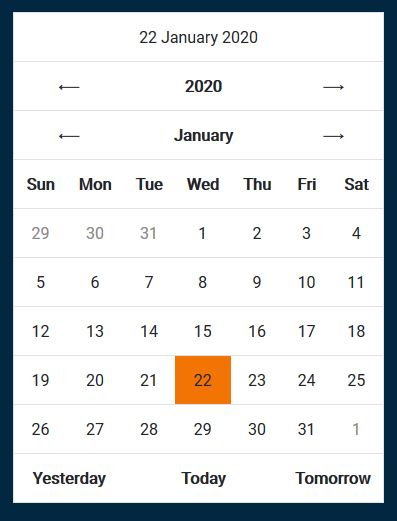 22 January 2020
← 2020 →
← January →
Sun Mon Tue Wed Thu Fri Sat
29 30 31 1 2 3 4
5 6 7 8 9 10 11
12 13 14 15 16 17 18
19 20 21 22 23 24 25
26 27 28 29 30 31 1
Yesterday Today Tomorrow